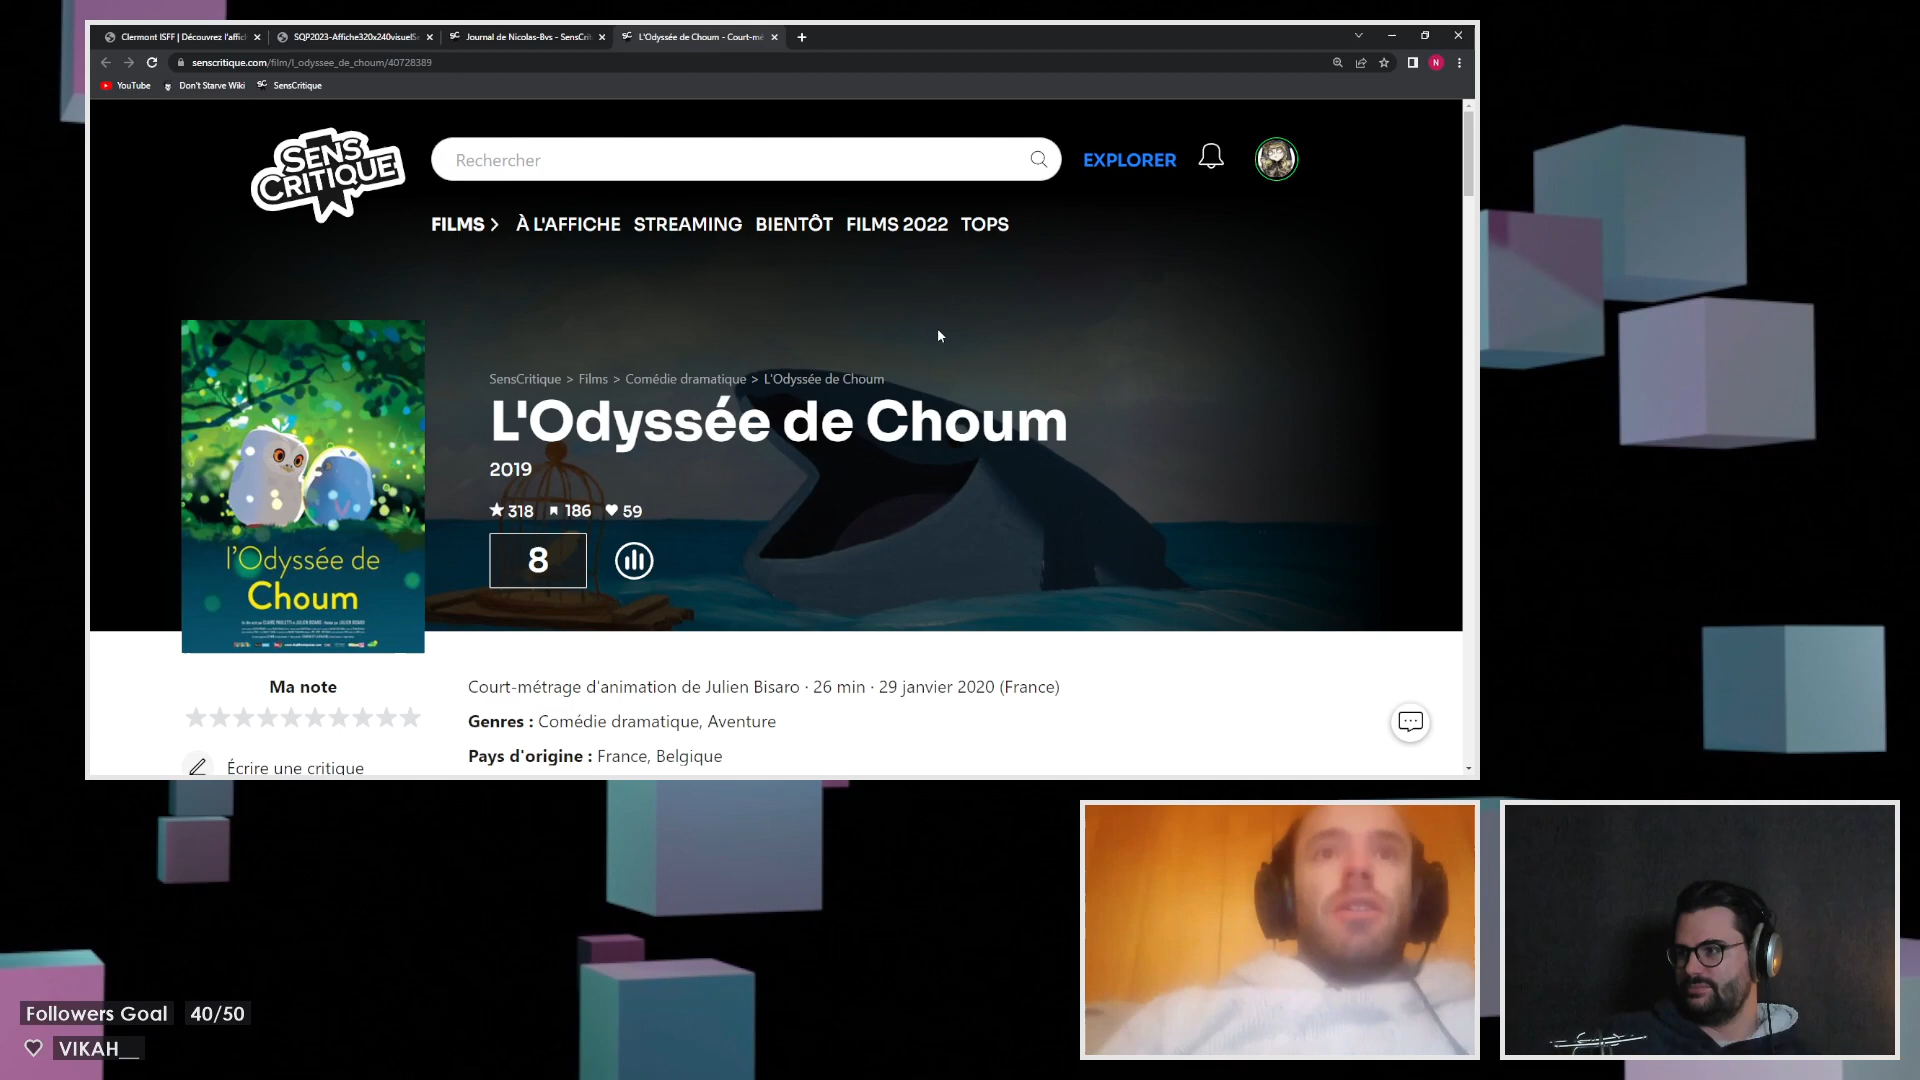 Clermont ISFF | Découvrez l'affic
SQP2023-Affiche320x240visuelS
Journal de Nicolas-Bvs - SensCrit
L'Odyssée de Choum - Court-mé
senscritique.com/film/l_odyssee_de_choum/40728389
N
YouTube
Don't Starve Wiki
SensCritique
SENS CRITIQUE
Rechercher
EXPLORER
FILMS > À L'AFFICHE STREAMING BIENTÔT FILMS 2022 TOPS
SensCritique > Films > Comédie dramatique > L'Odyssée de Choum
L'Odyssée de Choum
2019
318 186 59
8
l'Odyssée de
Choum
Ma note
Écrire une critique
Court-métrage d'animation de Julien Bisaro · 26 min · 29 janvier 2020 (France)
Genres : Comédie dramatique, Aventure
Pays d'origine : France, Belgique
Followers Goal 40/50
VIKAH__